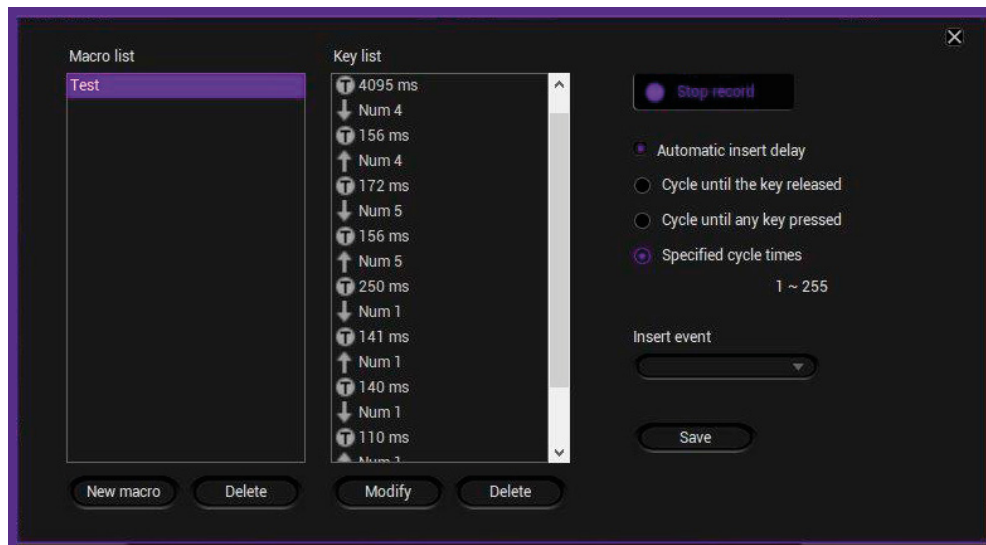 Macro list
Test
New macro
Delete
Key list
4095 ms
Num 4
156 ms
Num 4
172 ms
Num 5
156 ms
Num 5
250 ms
Num 1
141 ms
Num 1
140 ms
Num 1
110 ms
Num 1
Modify
Delete
Stop record
Automatic insert delay
Cycle until the key released
Cycle until any key pressed
Specified cycle times
1 ~ 255
Insert event
Save